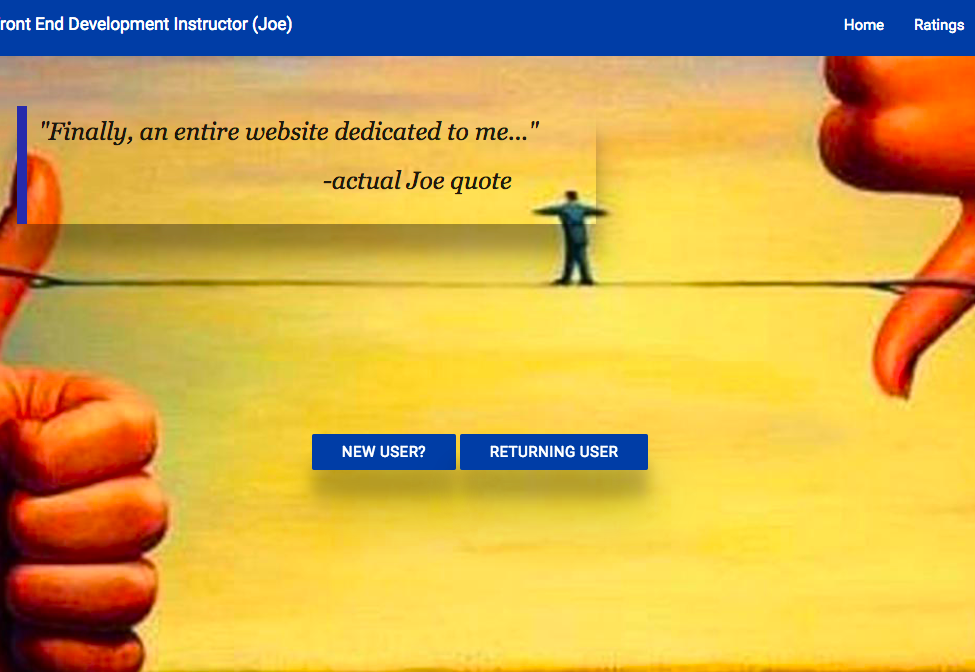 ront End Development Instructor (Joe)
Home
Ratings
"Finally, an entire website dedicated to me..."
-actual Joe quote
NEW USER?
RETURNING USER